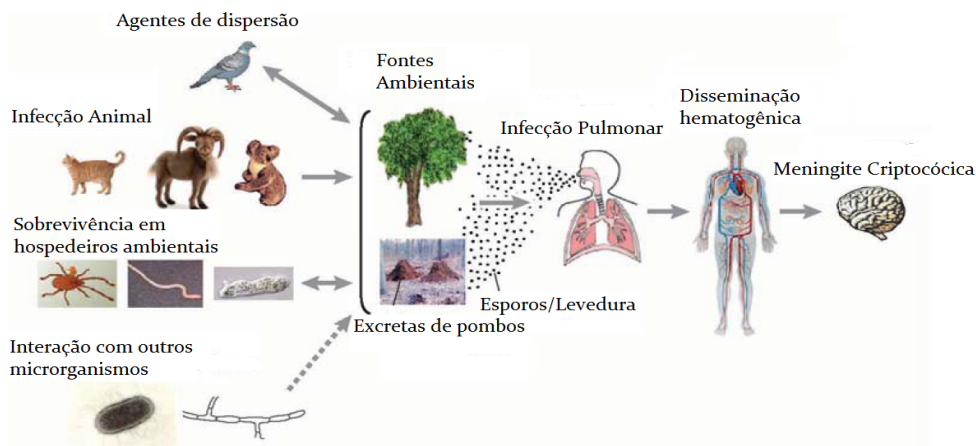 Agentes de dispersão
Fontes
Ambientais
Infecção Animal
Infecção Pulmonar
Disseminação
hematogênica
Meningite Criptocócica
Sobrevivência em
hospedeiros ambientais
Esporos/Levedura
Excretas de pombos
Interação com outros
microrganismos